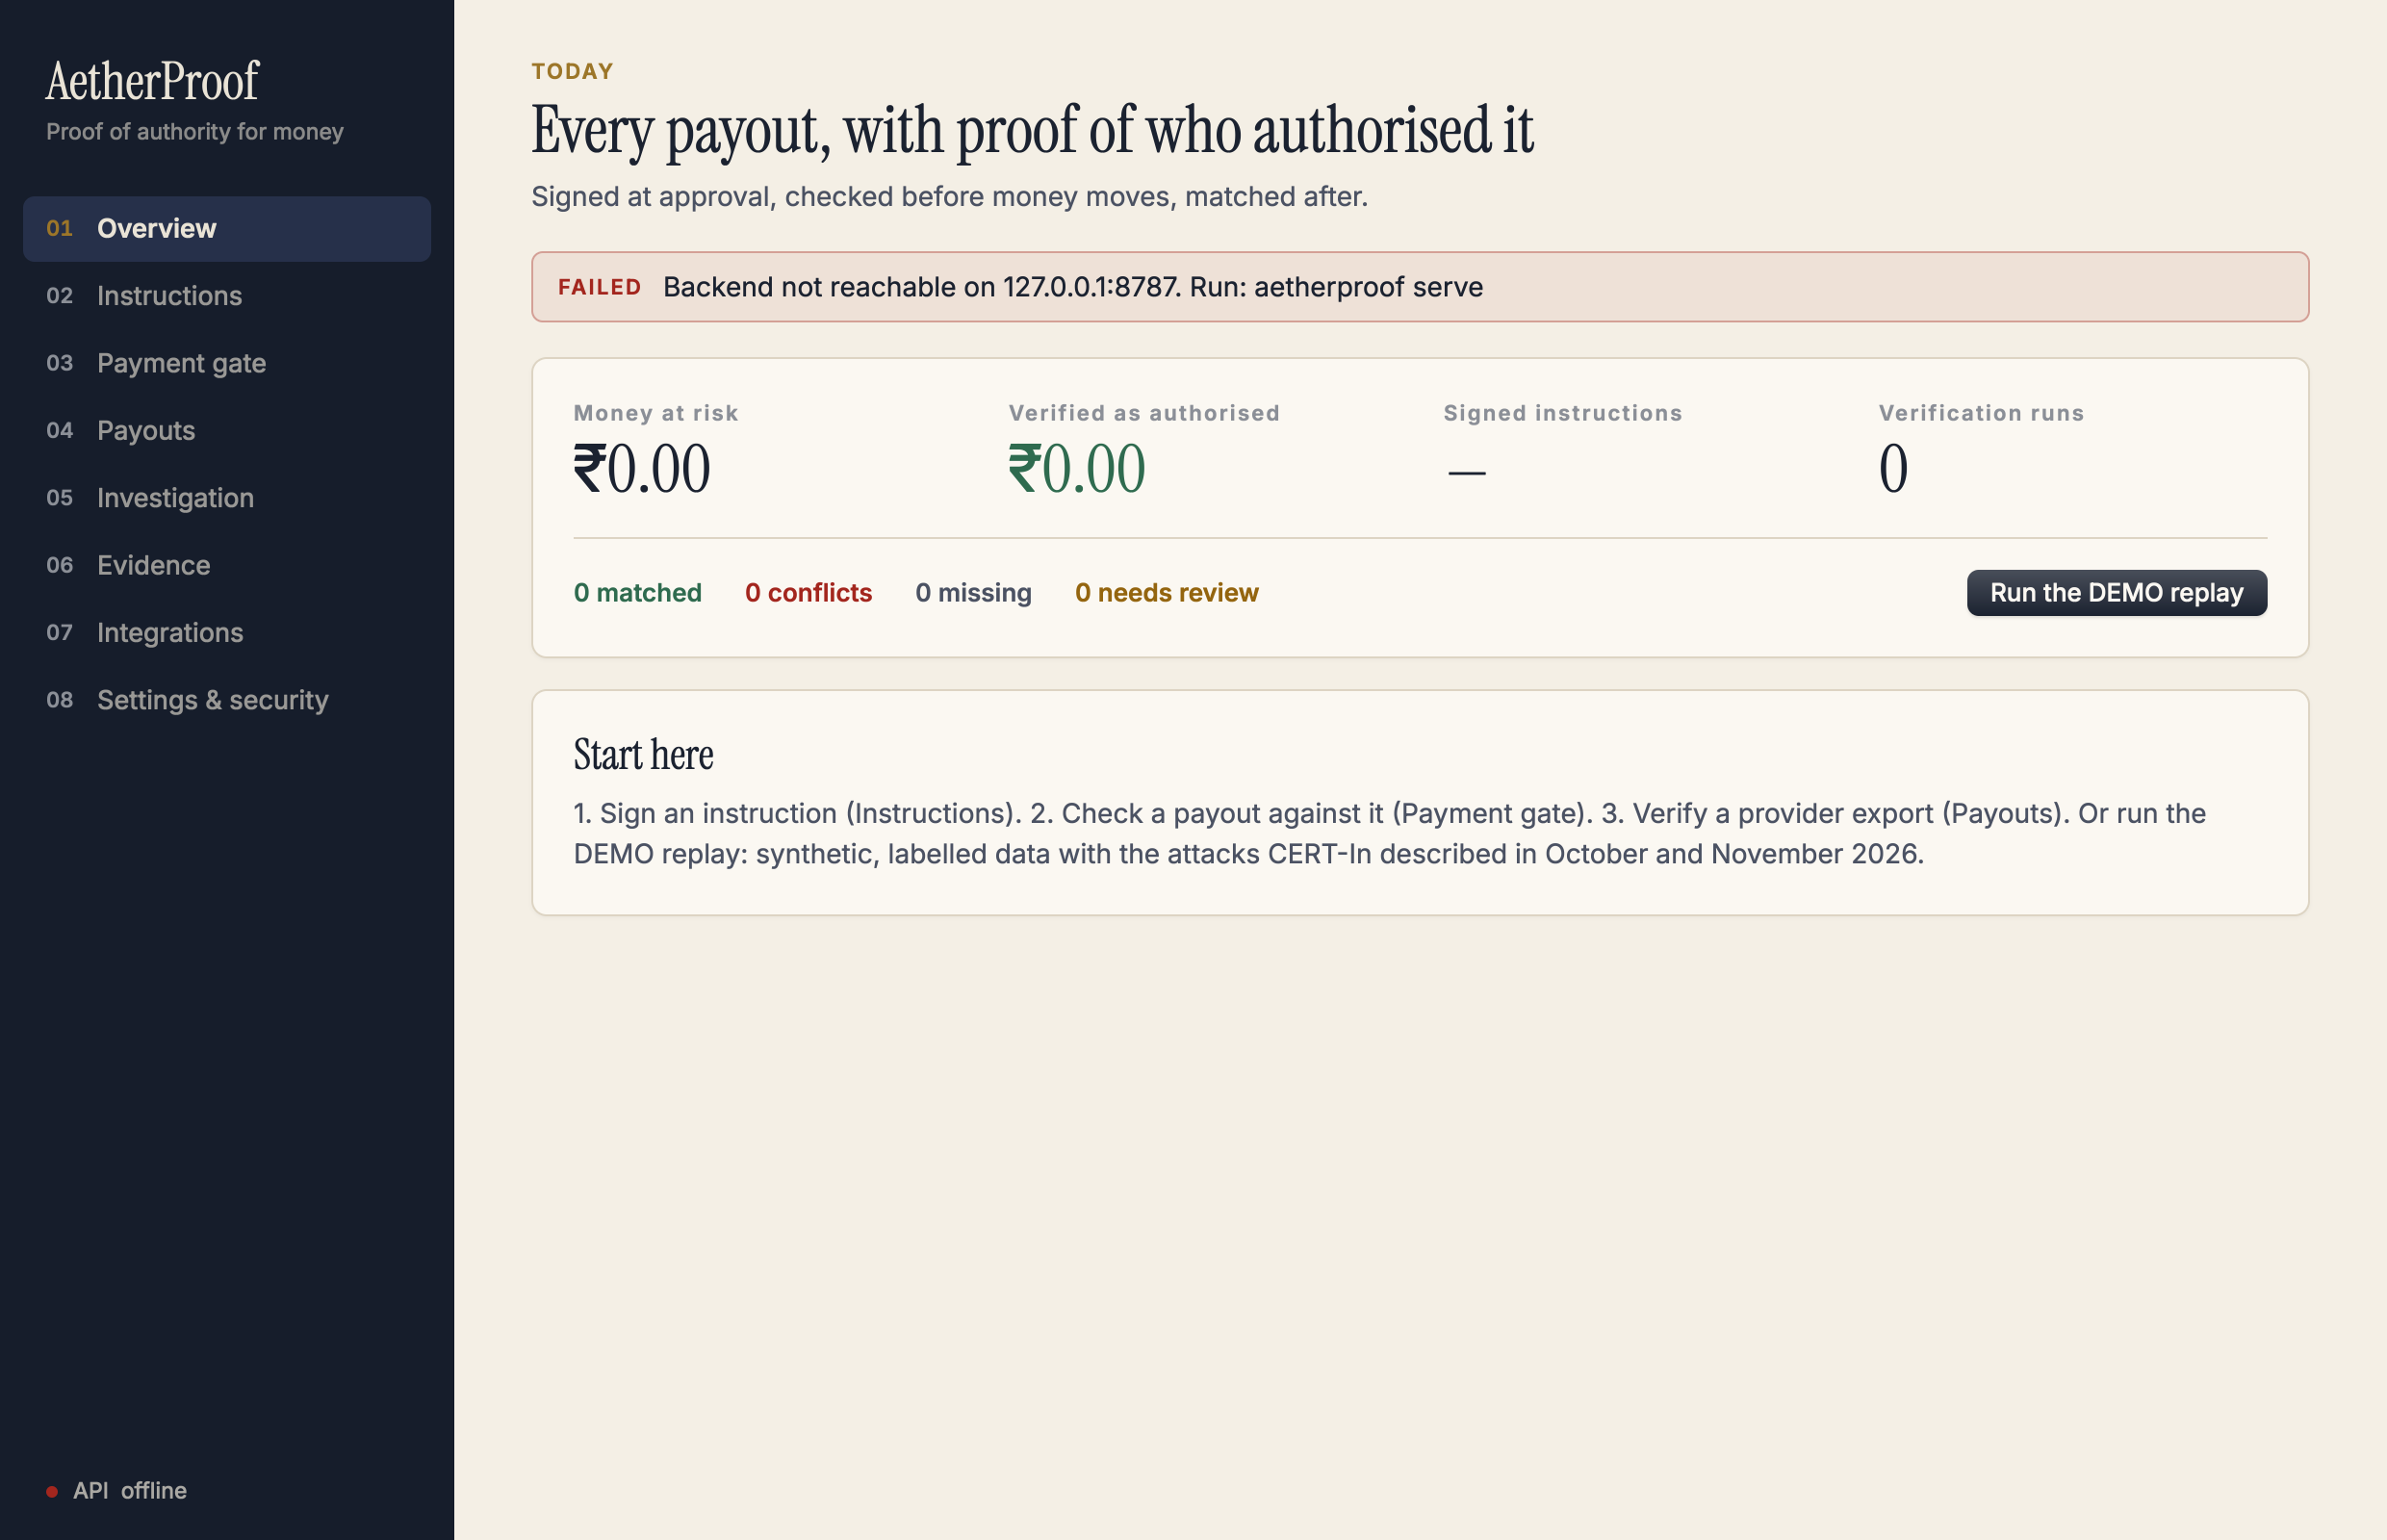 AetherProof
Proof of authority for money
01 Overview
02 Instructions
03 Payment gate
04 Payouts
05 Investigation
06 Evidence
07 Integrations
08 Settings & security
API offline
TODAY
Every payout, with proof of who authorised it
Signed at approval, checked before money moves, matched after.
FAILED Backend not reachable on 127.0.0.1:8787. Run: aetherproof serve
Money at risk Verified as authorised Signed instructions Verification runs
₹0.00 ₹0.00 — 0
0 matched 0 conflicts 0 missing 0 needs review Run the DEMO replay
Start here
1. Sign an instruction (Instructions). 2. Check a payout against it (Payment gate). 3. Verify a provider export (Payouts). Or run the
DEMO replay: synthetic, labelled data with the attacks CERT-In described in October and November 2026.